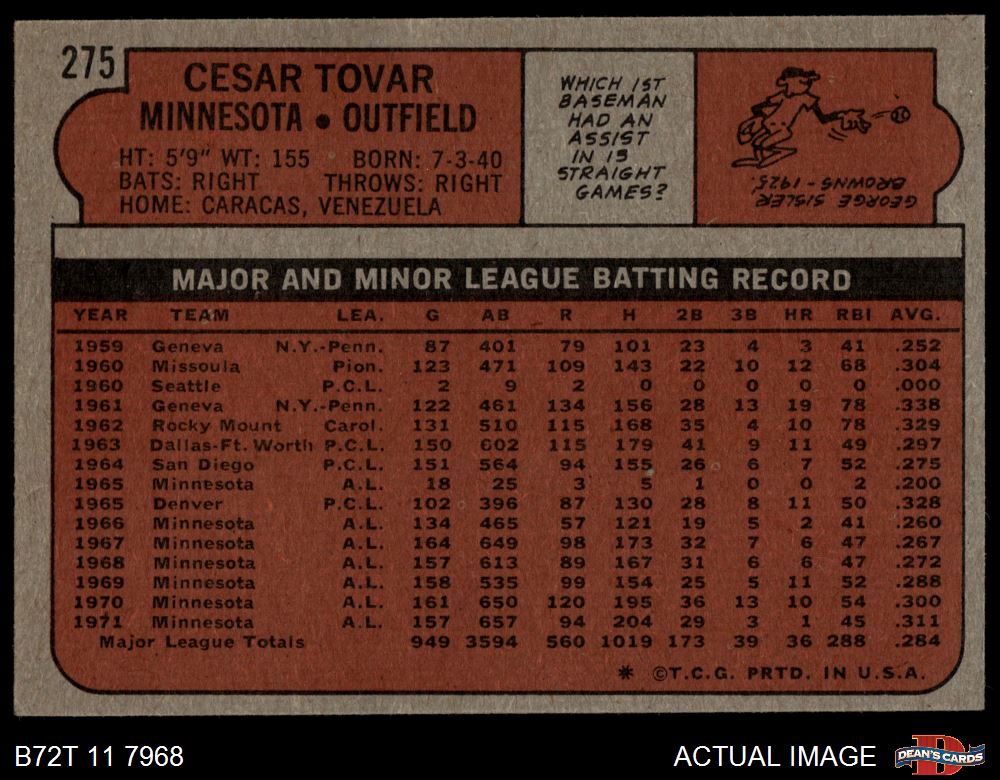 275
CESAR TOVAR
MINNESOTA • OUTFIELD
HT: 5'9" WT: 155 BORN: 7-3-40
BATS: RIGHT THROWS: RIGHT
HOME: CARACAS, VENEZUELA
WHICH 1ST
BASEMAN
HAD AN
ASSIST
IN 13
STRAIGHT
GAMES?
GEORGE SISLER
BROWNS - 1925.
MAJOR AND MINOR LEAGUE BATTING RECORD
YEAR TEAM LEA. G AB R H 2B 3B HR RBI AVG.
1959 Geneva N.Y.-Penn. 87 401 79 101 23 4 3 41 .252
1960 Missoula Pion. 123 471 109 143 22 10 12 68 .304
1960 Seattle P.C.L. 2 9 2 0 0 0 0 0 .000
1961 Geneva N.Y.-Penn. 122 461 134 156 28 13 19 78 .338
1962 Rocky Mount Carol. 131 510 115 168 35 4 10 78 .329
1963 Dallas-Ft. Worth P.C.L. 150 602 115 179 41 9 11 49 .297
1964 San Diego P.C.L. 151 564 94 155 26 6 7 52 .275
1965 Minnesota A.L. 18 25 3 5 1 0 0 2 .200
1965 Denver P.C.L. 102 396 87 130 28 8 11 50 .328
1966 Minnesota A.L. 134 465 57 121 19 5 2 41 .260
1967 Minnesota A.L. 164 649 98 173 32 7 6 47 .267
1968 Minnesota A.L. 157 613 89 167 31 6 6 47 .272
1969 Minnesota A.L. 158 535 99 154 25 5 11 52 .288
1970 Minnesota A.L. 161 650 120 195 36 13 10 54 .300
1971 Minnesota A.L. 157 657 94 204 29 3 1 45 .311
Major League Totals 949 3594 560 1019 173 39 36 288 .284
* ©T.C.G. PRTD. IN U.S.A.
B72T 11 7968
ACTUAL IMAGE
D
DEAN'S CARDS